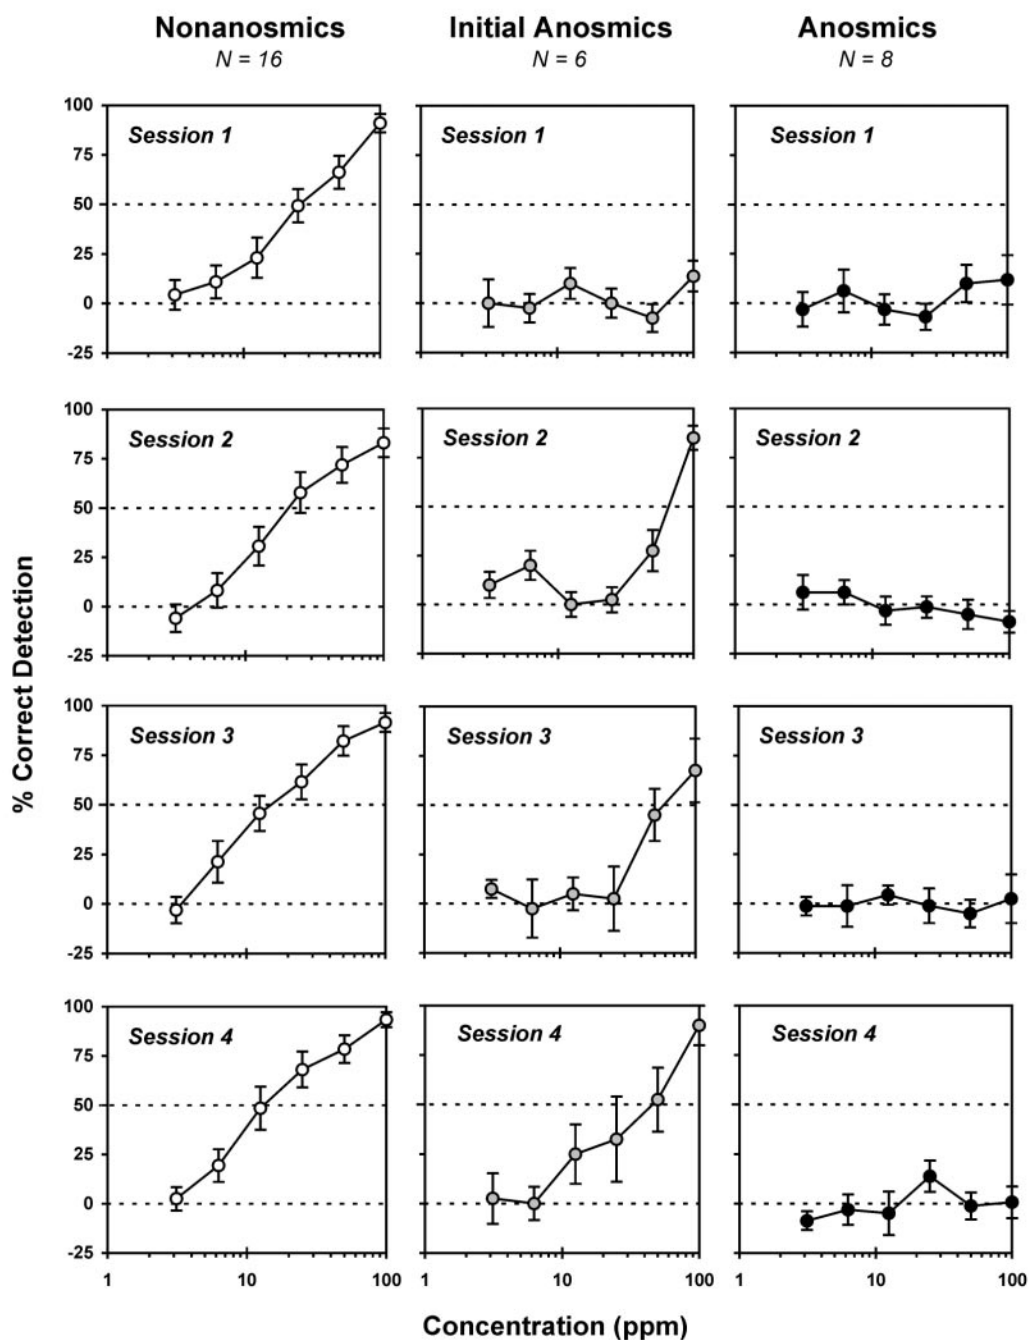 Nonanosmics Initial Anosmics Anosmics
N = 16 N = 6 N = 8
100
75
50
25
0
-25
Session 1 Session 1 Session 1
100
75
50
25
0
-25
Session 2 Session 2 Session 2
100
75
50
25
0
-25
Session 3 Session 3 Session 3
100
75
50
25
0
-25
Session 4 Session 4 Session 4
1 10 100 1 10 100 1 10 100
% Correct Detection
Concentration (ppm)